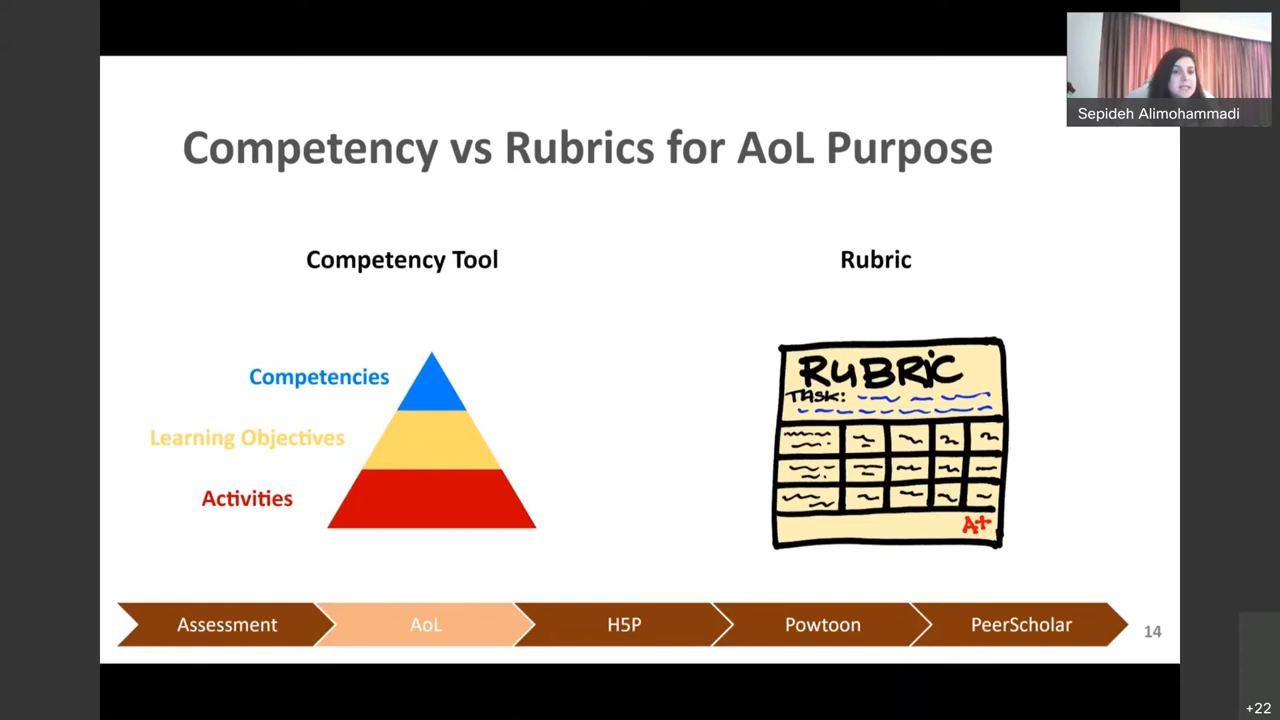 Sepideh Alimohammadi
Competency vs Rubrics for AoL Purpose
Competency Tool
Rubric
Competencies
Learning Objectives
Activities
RUBRiC
TASK:
A+
Assessment
AoL
H5P
Powtoon
PeerScholar
14
+22